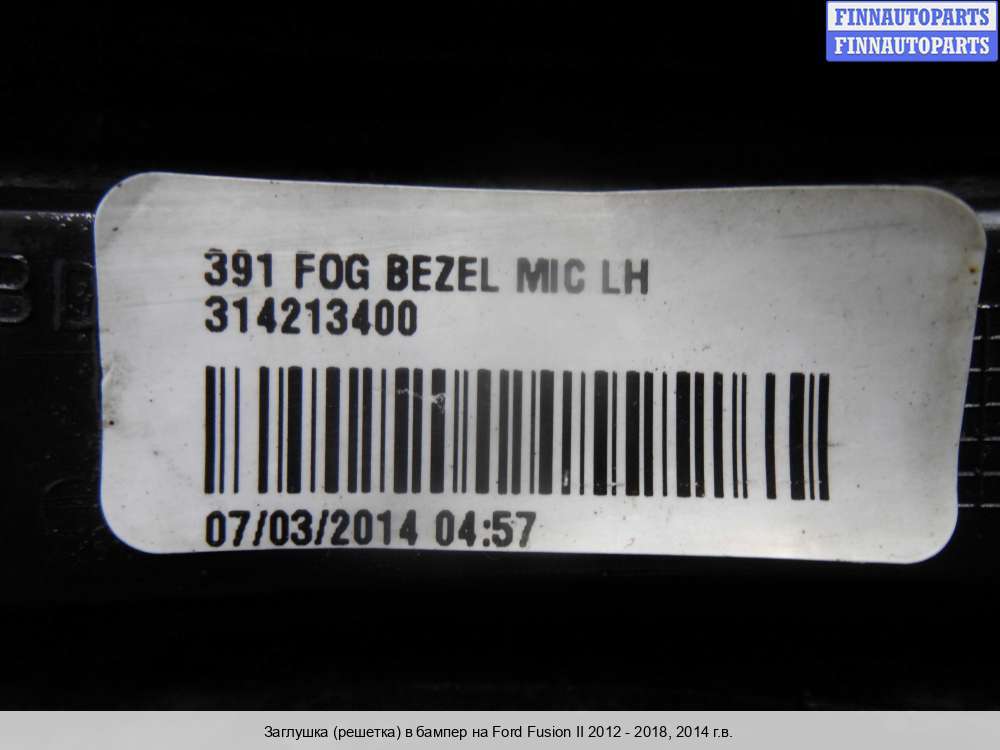 FINNAUTOPARTS
FINNAUTOPARTS
391 FOG BEZEL MIC LH
314213400
07/03/2014 04:57
Заглушка (решетка) в бампер на Ford Fusion II 2012 - 2018, 2014 г.в.